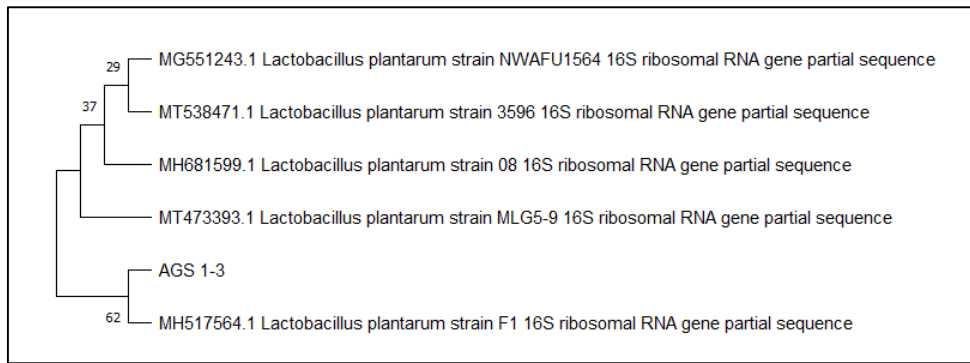 29
MG551243.1 Lactobacillus plantarum strain NWAFU1564 16S ribosomal RNA gene partial sequence
37
MT538471.1 Lactobacillus plantarum strain 3596 16S ribosomal RNA gene partial sequence
MH681599.1 Lactobacillus plantarum strain 08 16S ribosomal RNA gene partial sequence
MT473393.1 Lactobacillus plantarum strain MLG5-9 16S ribosomal RNA gene partial sequence
AGS 1-3
62
MH517564.1 Lactobacillus plantarum strain F1 16S ribosomal RNA gene partial sequence